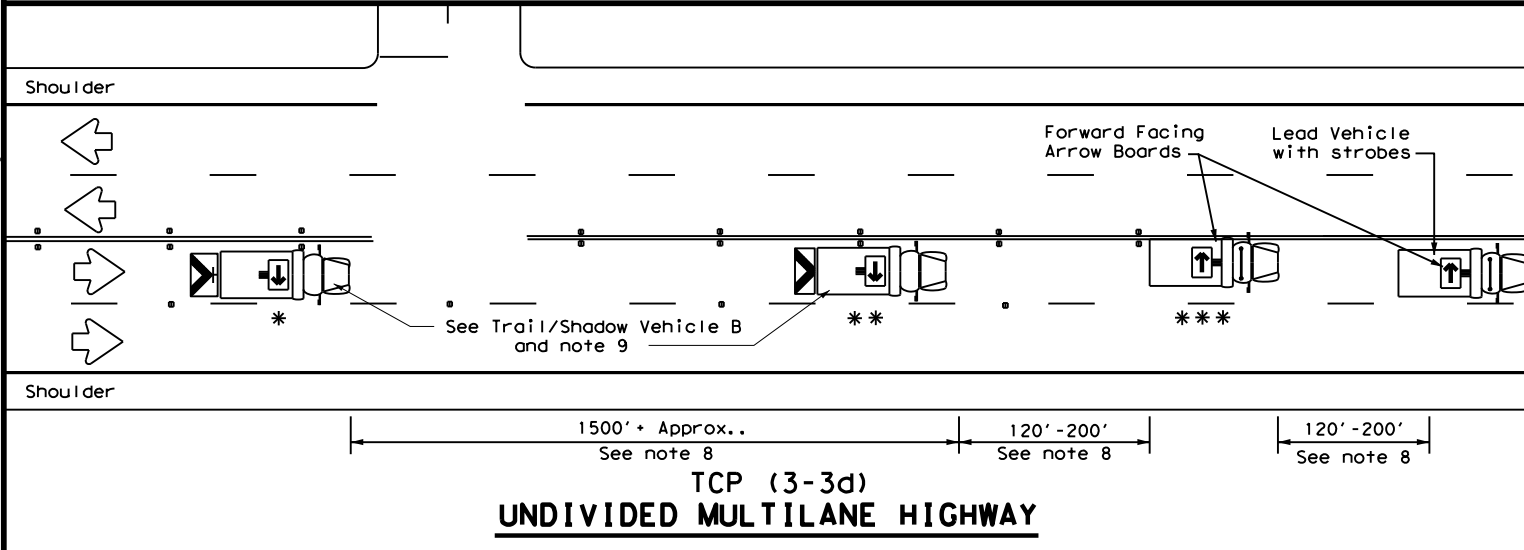 Shoulder
Forward Facing
Arrow Boards
Lead Vehicle
with strobes
*
**
***
See Trail/Shadow Vehicle B
and note 9
Shoulder
1500'+ Approx..
See note 8
120'-200'
See note 8
120'-200'
See note 8
TCP (3-3d)
UNDIVIDED MULTILANE HIGHWAY